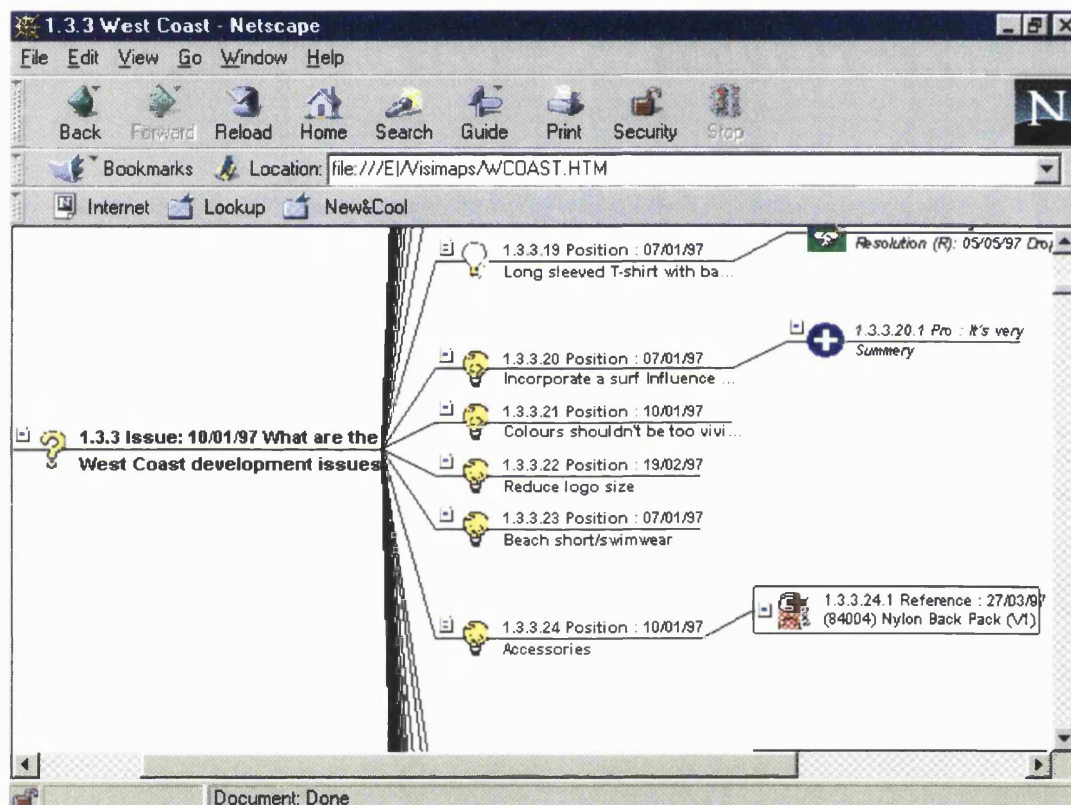 1.3.3 West Coast - Netscape
File Edit View Go Window Help
Back Forward Reload Home Search Guide Print Security Stop
N
Bookmarks Location: file:///E|/Visimaps/WCOAST.HTM
Internet Lookup New&Cool
1.3.3.19 Position : 07/01/97
Long sleeved T-shirt with ba...
Resolution (R): 05/05/97
1.3.3.20.1 Pro : It's very
Summery
1.3.3.20 Position : 07/01/97
Incorporate a surf Influence ...
1.3.3.21 Position : 10/01/97
Colours shouldn't be too vivi...
1.3.3 Issue: 10/01/97 What are the
West Coast development issues
1.3.3.22 Position : 19/02/97
Reduce logo size
1.3.3.23 Position : 07/01/97
Beach short/swimwear
1.3.3.24 Position : 10/01/97
Accessories
1.3.3.24.1 Reference : 27/03/97
(84004) Nylon Back Pack (V1)
Document: Done